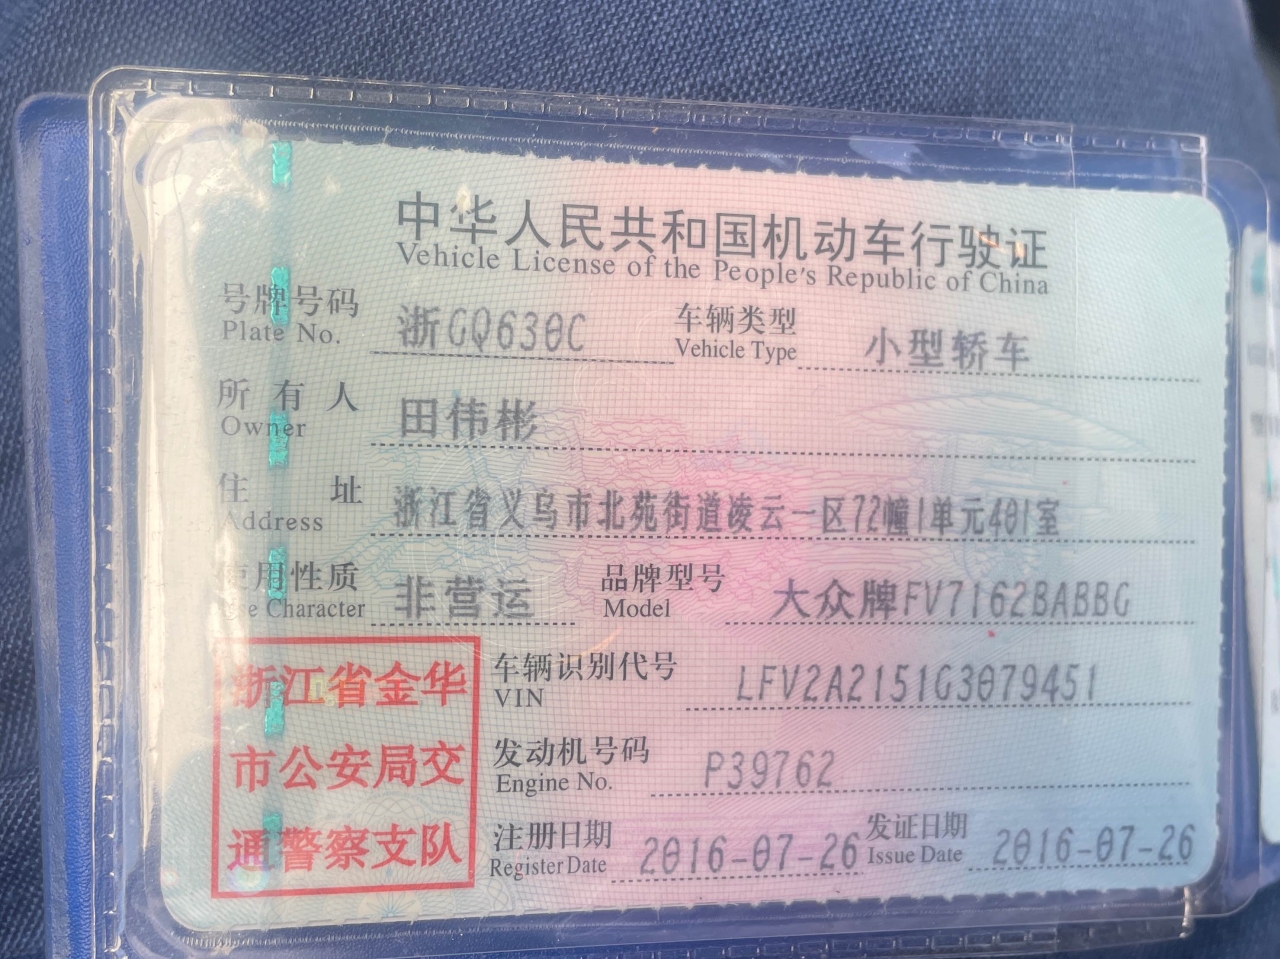 中华人民共和国机动车行驶证
Vehicle License of the People's Republic of China
号牌号码 浙GQ630C 车辆类型 小型轿车
Plate No. Vehicle Type
所有人 田伟彬
Owner
住址 浙江省义乌市北苑街道凌云一区72幢1单元401室
Address
使用性质 非营运 品牌型号 大众牌FV7162BABBG
Use Character Model
浙江省金华
市公安局交
通警察支队
车辆识别代号 LFV2A2151G3079451
VIN
发动机号码 P39762
Engine No.
注册日期 2016-07-26 发证日期 2016-07-26
Register Date Issue Date